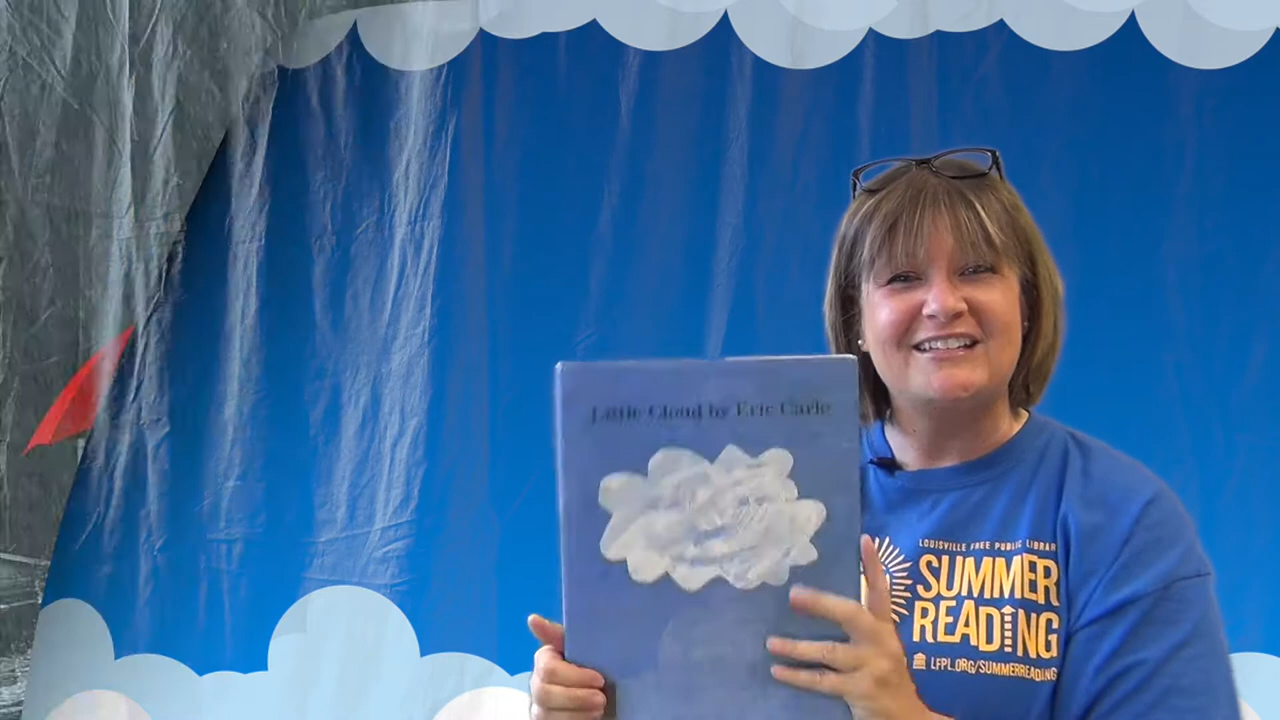 Little Cloud by Eric Carle
LOUISVILLE FREE PUBLIC LIBRARY
SUMMER
READING
LFPL.ORG/SUMMERREADING